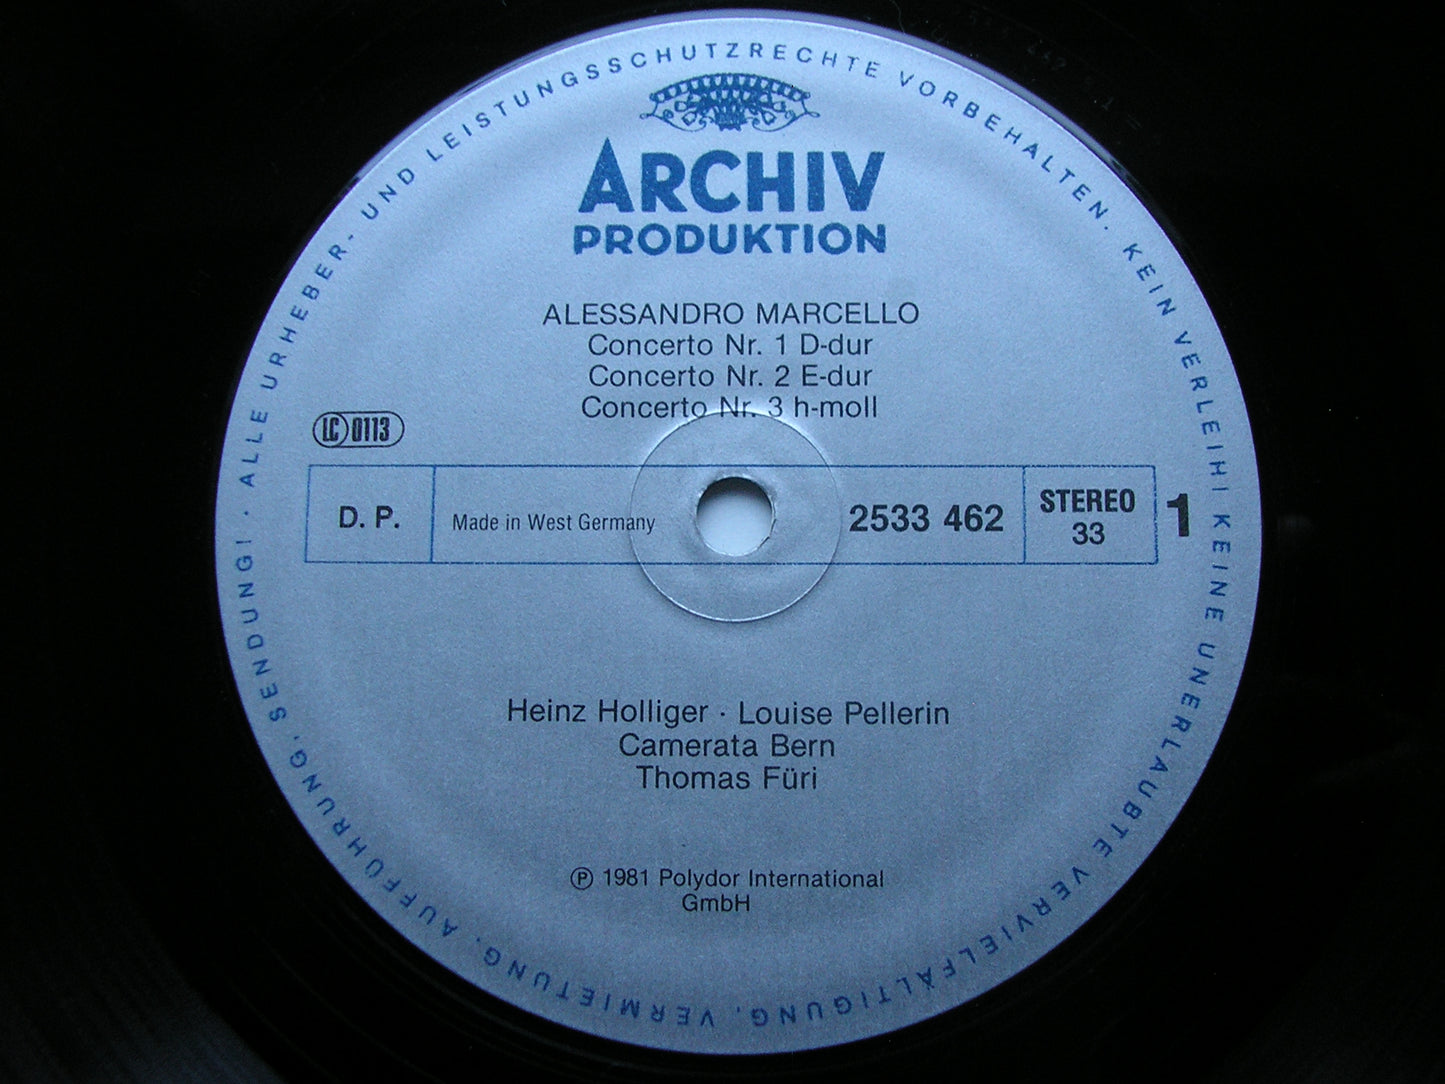 ALLE URHEBER- UND LEISTUNGSSCHUTZRECHTE VORBEHALTEN. KEIN VERLEIH! KEINE UNERLAUBTE VERVIELFÄLTIGUNG, VERMIETUNG, AUFFÜHRUNG, SENDUNG! ·
ARCHIV
PRODUKTION
ALESSANDRO MARCELLO
Concerto Nr. 1 D-dur
Concerto Nr. 2 E-dur
Concerto Nr. 3 h-moll
LC 0113
D. P.
Made in West Germany
2533 462
STEREO
33
1
Heinz Holliger · Louise Pellerin
Camerata Bern
Thomas Füri
℗ 1981 Polydor International
GmbH